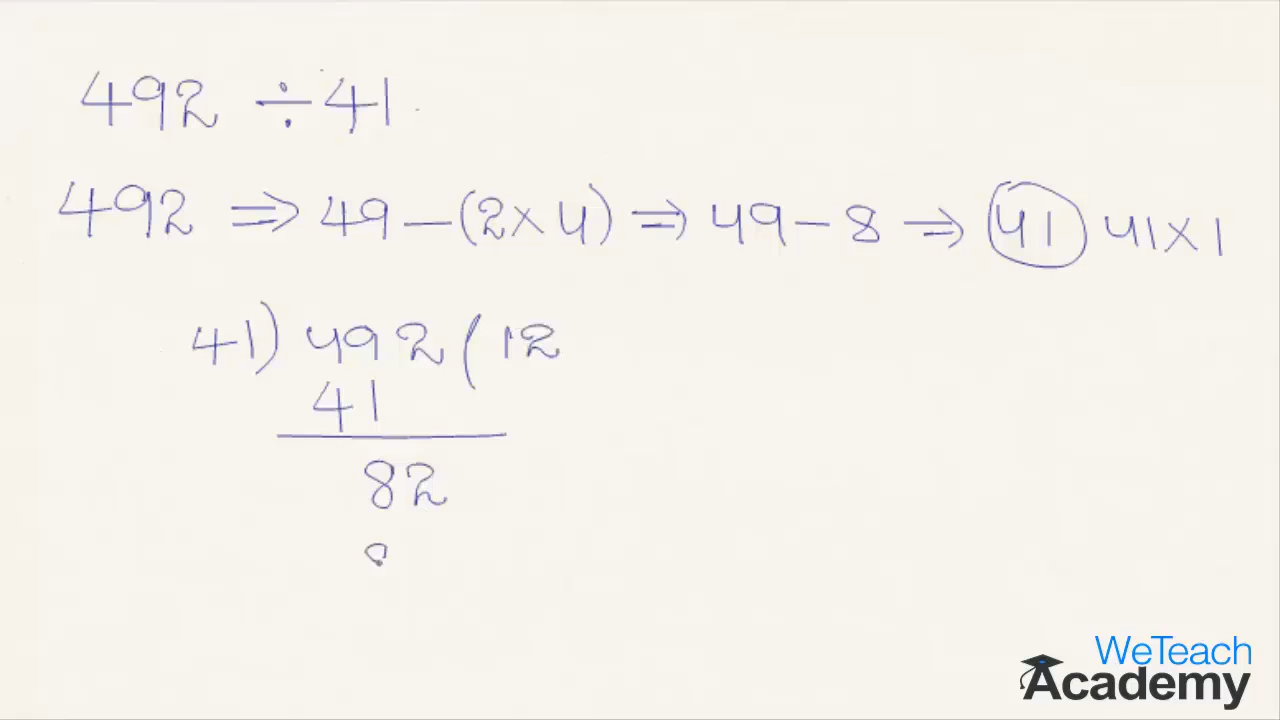 492 ÷ 41
492 ⇒ 49 – (2 × 4) ⇒ 49 – 8 ⇒ 41 41 × 1
41) 492 ( 12
41
82
WeTeach
Academy